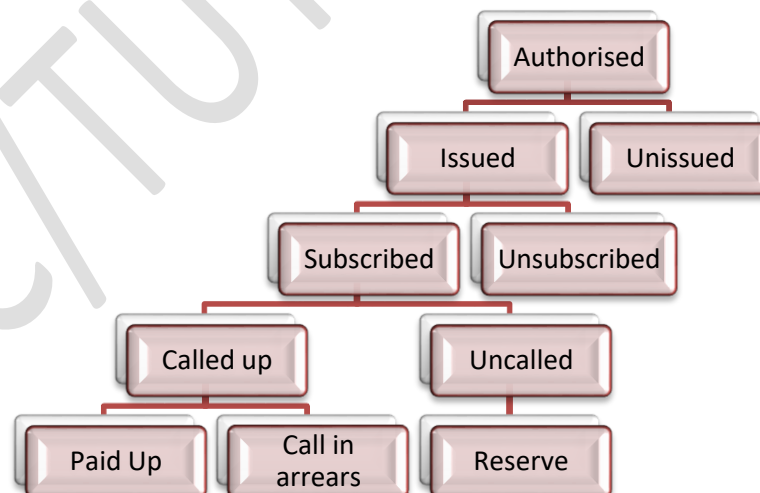 Authorised
Issued
Unissued
Subscribed
Unsubscribed
Called up
Uncalled
Paid Up
Call in
arrears
Reserve